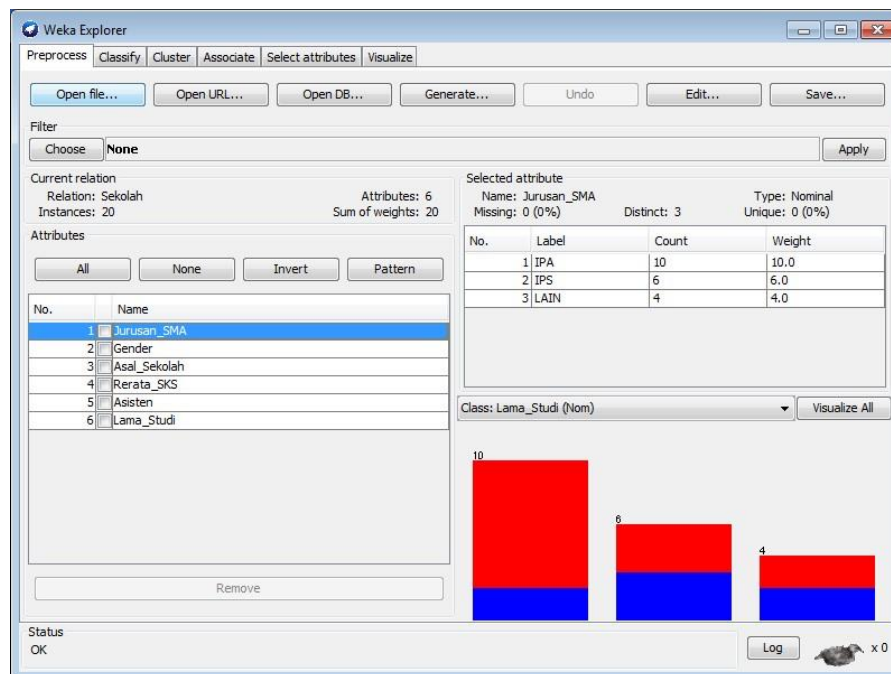 Weka Explorer
Preprocess Classify Cluster Associate Select attributes Visualize
Open file... Open URL... Open DB... Generate... Undo Edit... Save...
Filter
Choose None Apply
Current relation
Relation: Sekolah Attributes: 6
Instances: 20 Sum of weights: 20
Attributes
All None Invert Pattern
No. Name
1 Jurusan_SMA
2 Gender
3 Asal_Sekolah
4 Rerata_SKS
5 Asisten
6 Lama_Studi
Remove
Selected attribute
Name: Jurusan_SMA Type: Nominal
Missing: 0 (0%) Distinct: 3 Unique: 0 (0%)
No. Label Count Weight
1 IPA 10 10.0
2 IPS 6 6.0
3 LAIN 4 4.0
Class: Lama_Studi (Nom) Visualize All
10
6
4
Status
OK
Log x 0